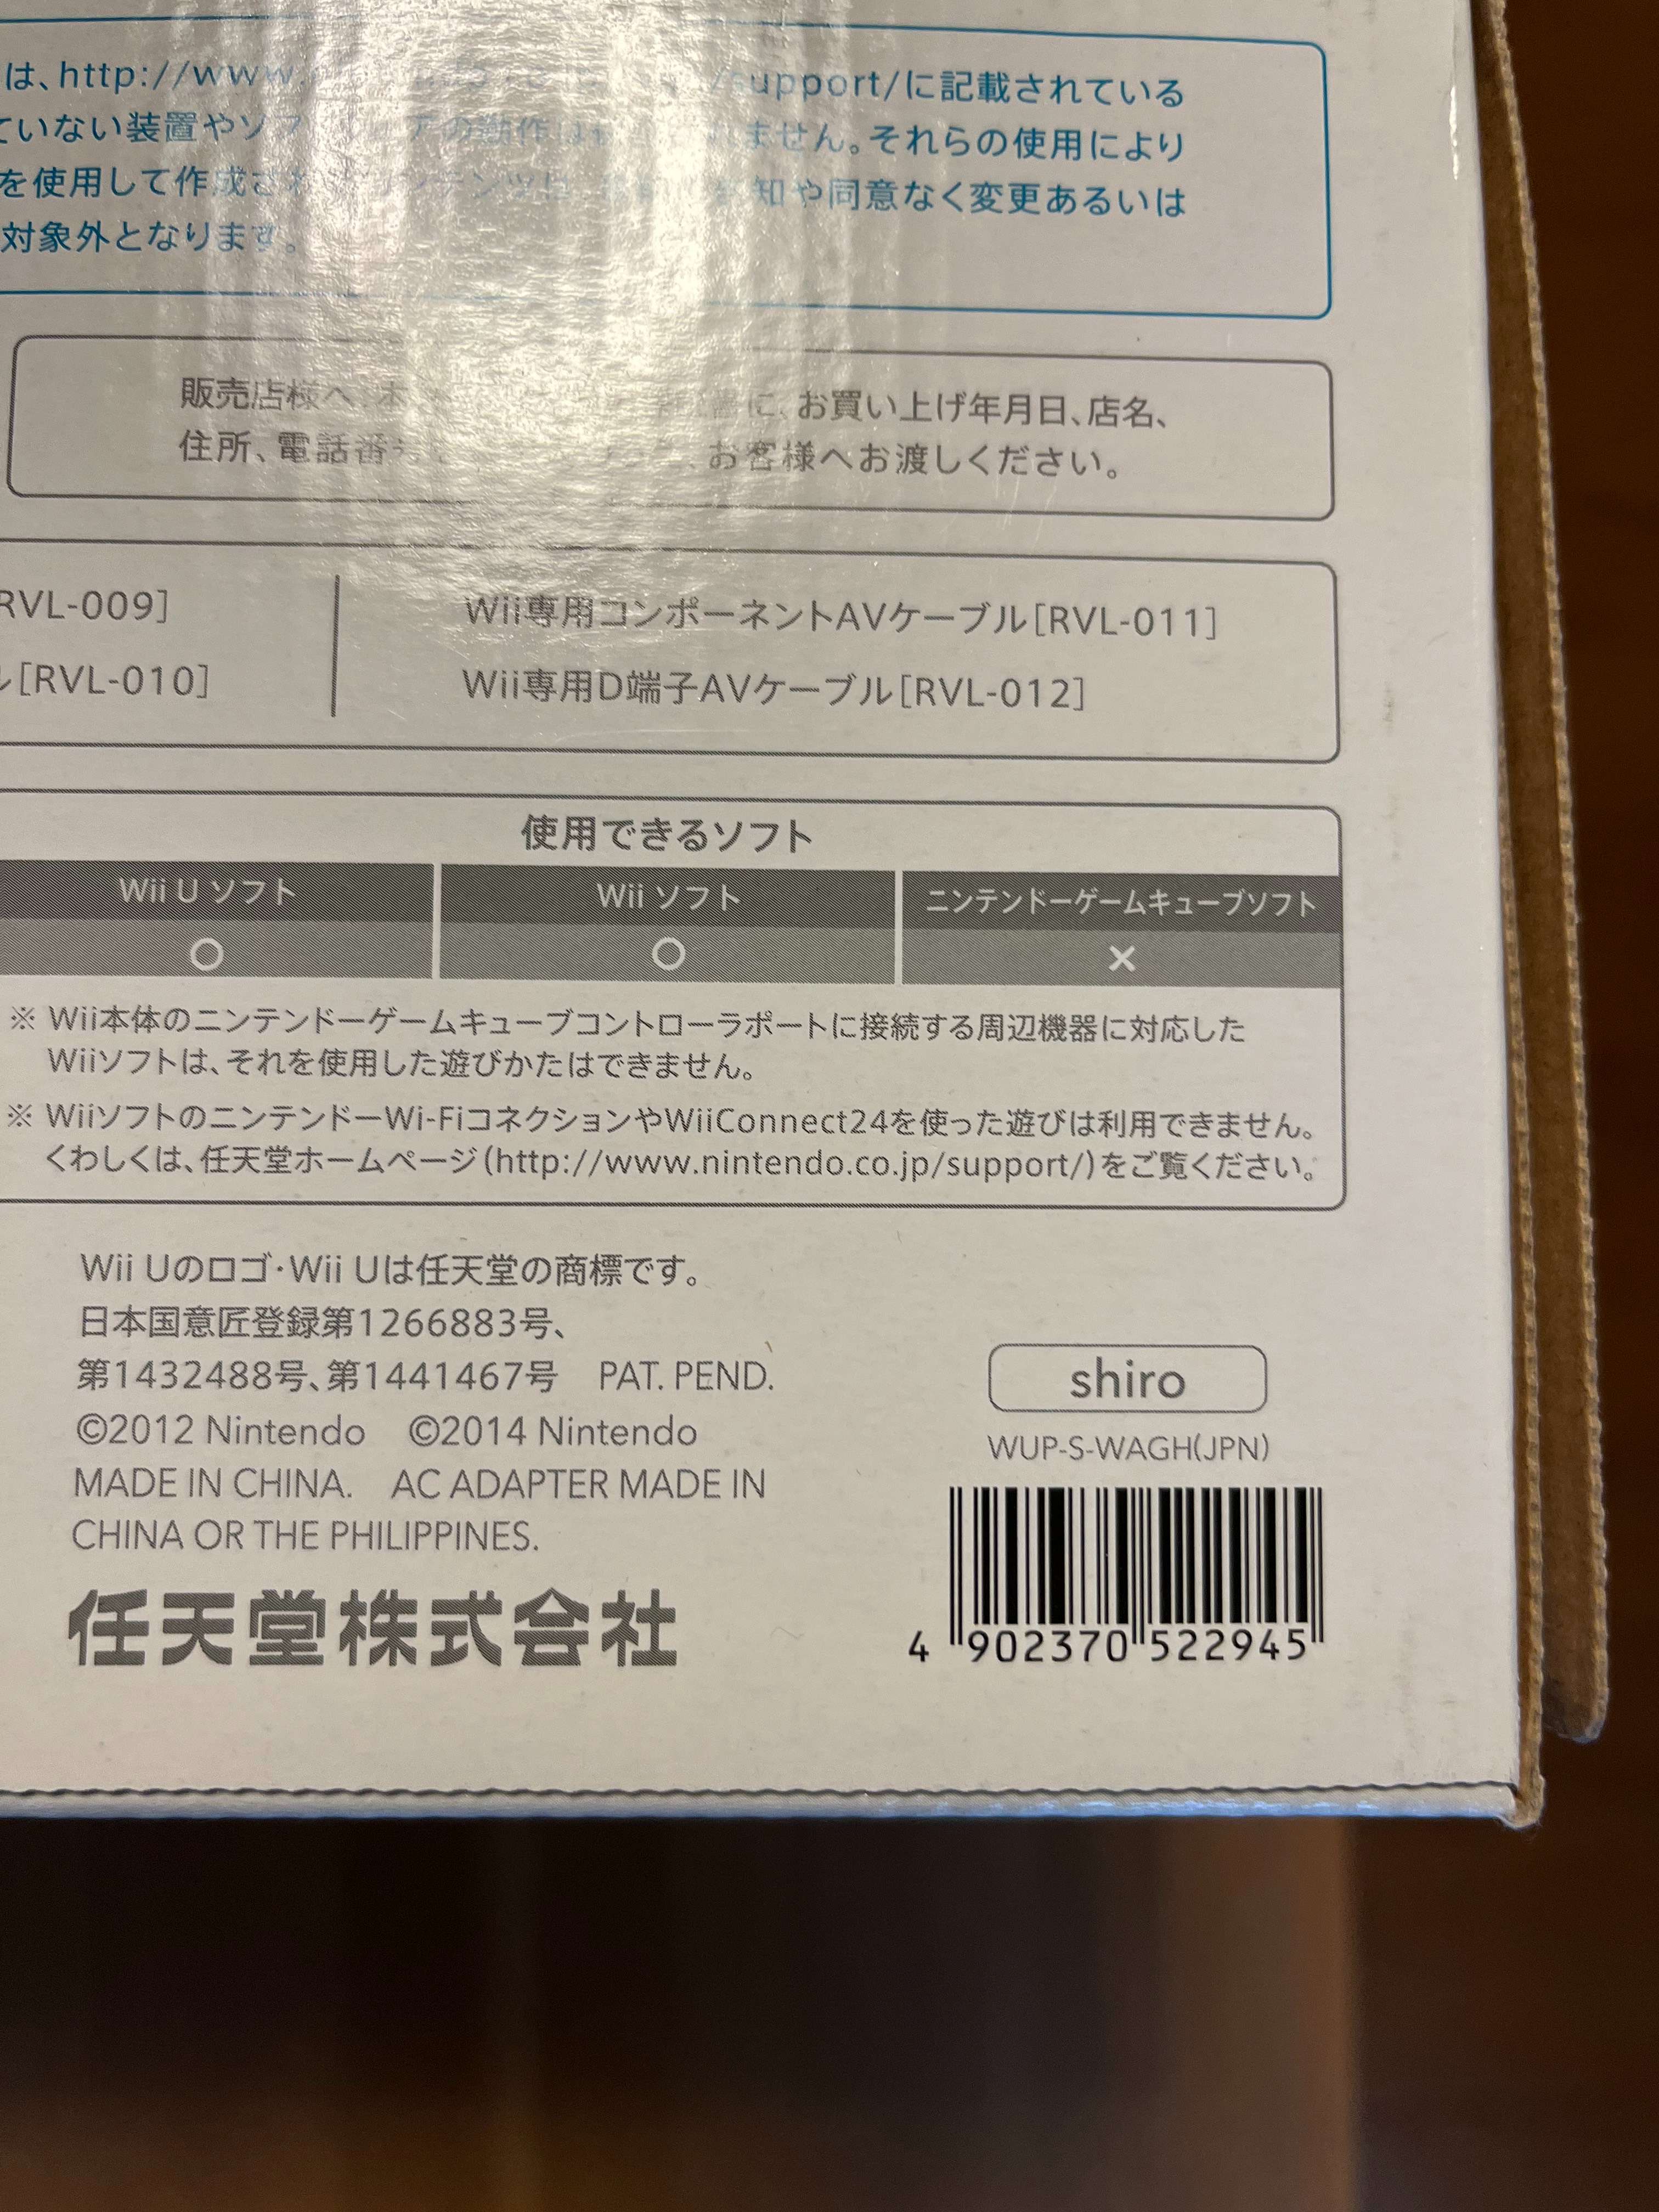 は、http://www. /support/に記載されている
ていない装置やソフトウェアの動作は保証されません。それらの使用により
を使用して作成された 知や同意なく変更あるいは
対象外となります。
販売店様へ:本 に、お買い上げ年月日、店名、
住所、電話番号 お客様へお渡しください。
RVL-009]
Wii専用コンポーネントAVケーブル[RVL-011]
ル[RVL-010]
Wii専用D端子AVケーブル[RVL-012]
使用できるソフト
Wii U ソフト Wii ソフト ニンテンドーゲームキューブソフト
○ ○ ×
※ Wii本体のニンテンドーゲームキューブコントローラポートに接続する周辺機器に対応した
Wiiソフトは、それを使用した遊びかたはできません。
※ WiiソフトのニンテンドーWi-FiコネクションやWiiConnect24を使った遊びは利用できません。
くわしくは、任天堂ホームページ(http://www.nintendo.co.jp/support/)をご覧ください。
Wii Uのロゴ・Wii Uは任天堂の商標です。
日本国意匠登録第1266883号、
第1432488号、第1441467号 PAT. PEND.
©2012 Nintendo ©2014 Nintendo
MADE IN CHINA. AC ADAPTER MADE IN
CHINA OR THE PHILIPPINES.
任天堂株式会社
shiro
WUP-S-WAGH(JPN)
4 902370 522945